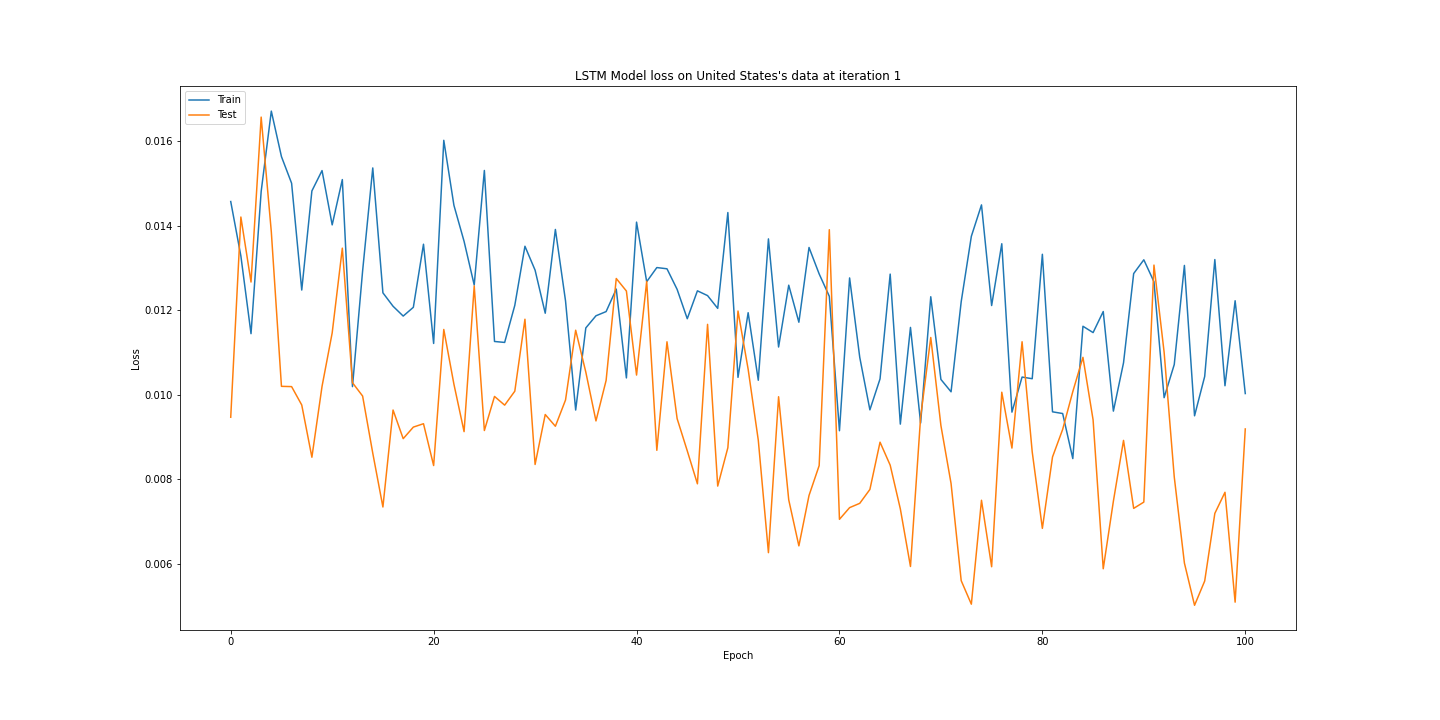 LSTM Model loss on United States's data at iteration 1
Train
Test
0.016
0.014
0.012
0.010
0.008
0.006
Loss
0 20 40 60 80 100
Epoch